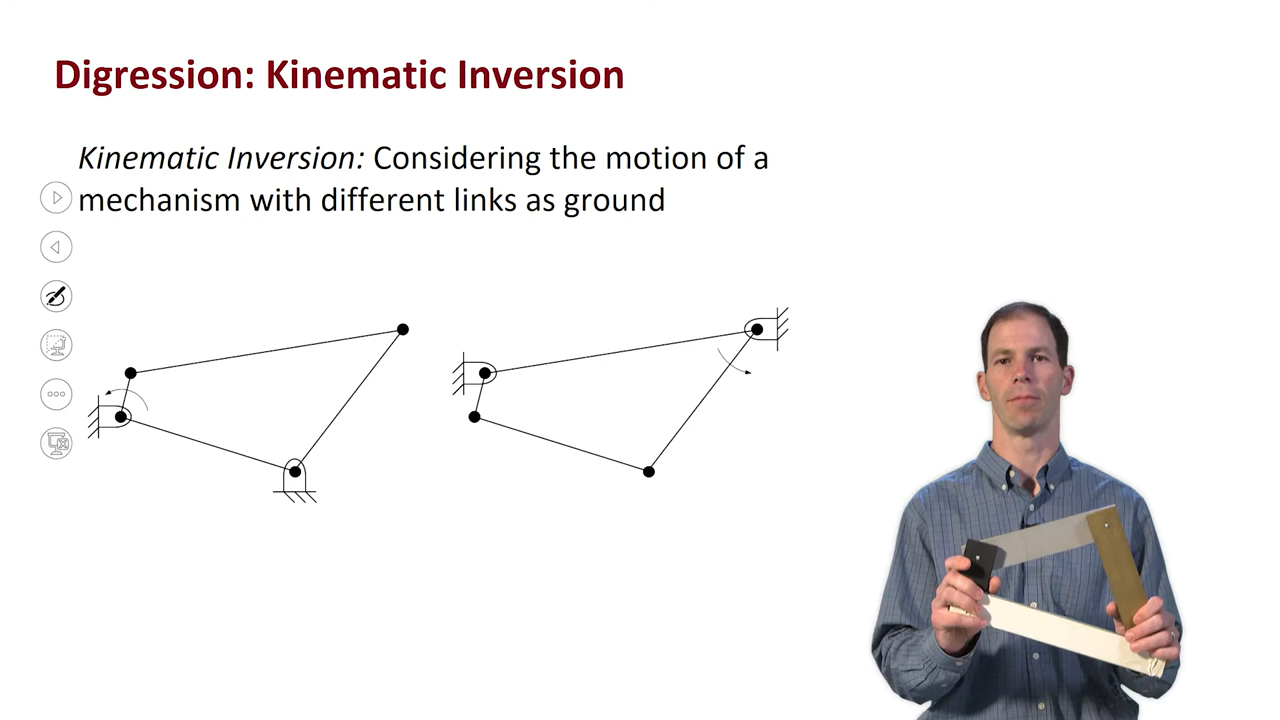 Digression: Kinematic Inversion
Kinematic Inversion: Considering the motion of a
mechanism with different links as ground